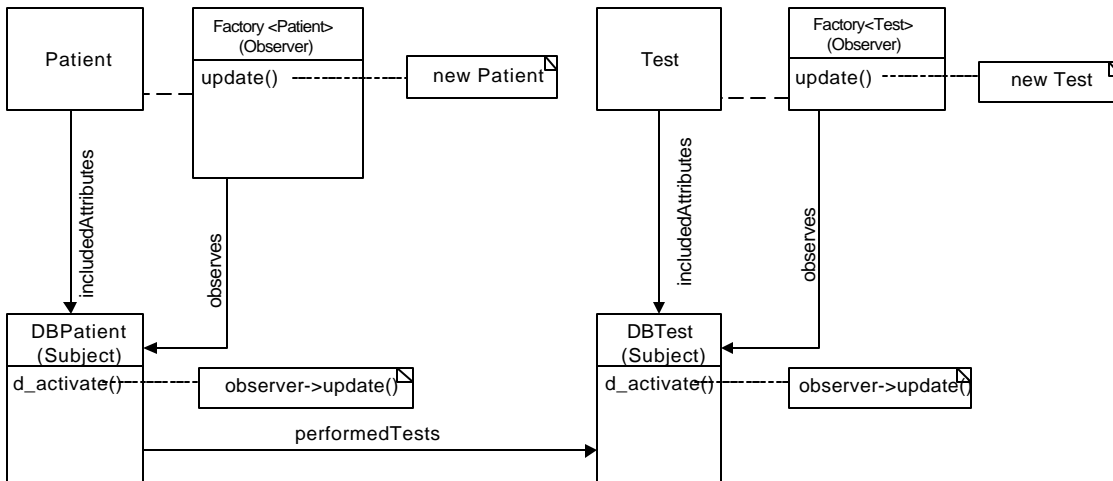 Patient
Factory <Patient>
(Observer)
update()
new Patient
Test
Factory<Test>
(Observer)
update()
new Test
includedAttributes
observes
includedAttributes
observes
DBPatient
(Subject)
d_activate()
observer->update()
DBTest
(Subject)
d_activate()
observer->update()
performedTests